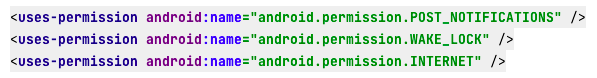 <uses-permission android:name="android.permission.POST_NOTIFICATIONS" />
<uses-permission android:name="android.permission.WAKE_LOCK" />
<uses-permission android:name="android.permission.INTERNET" />